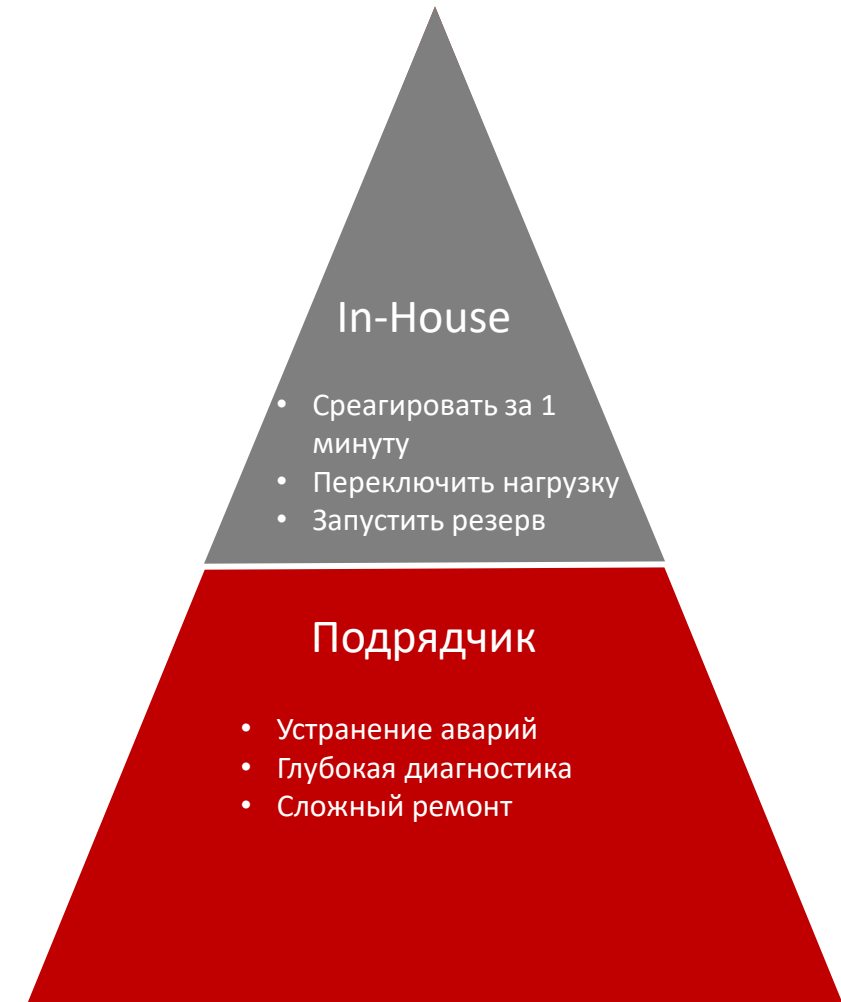 In-House
• Среагировать за 1
минуту
• Переключить нагрузку
• Запустить резерв
Подрядчик
• Устранение аварий
• Глубокая диагностика
• Сложный ремонт